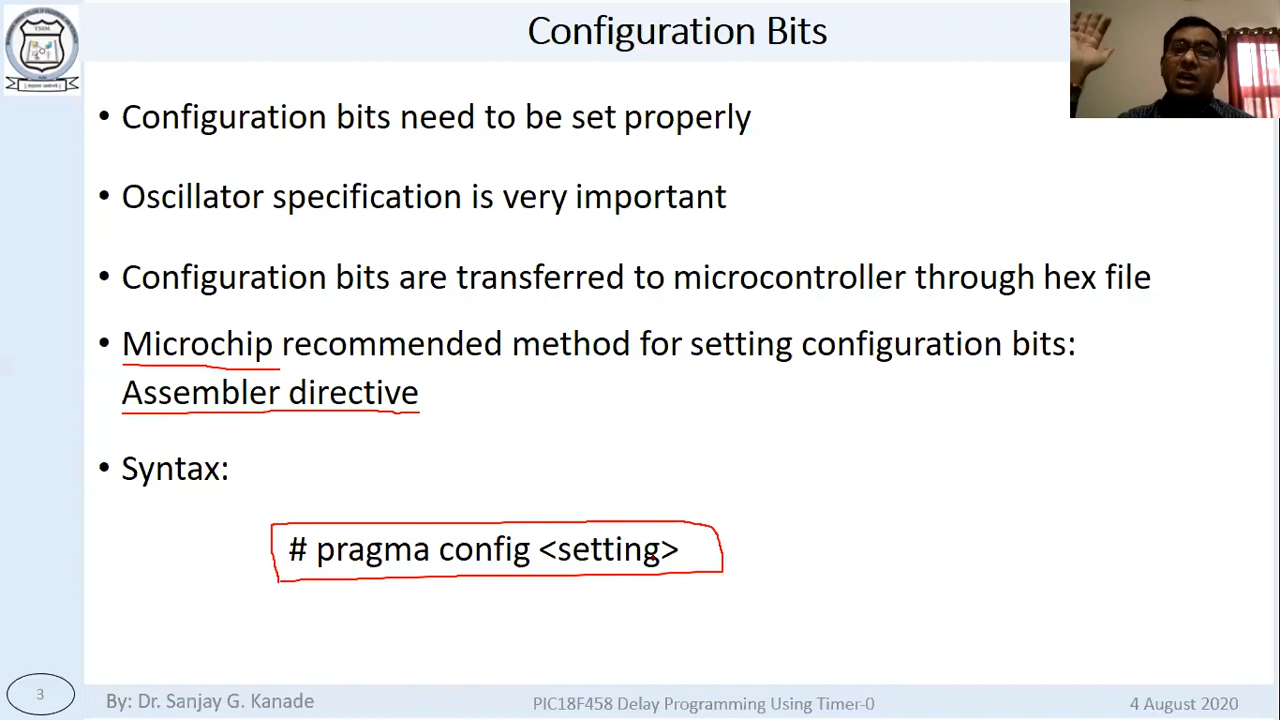 Configuration Bits
• Configuration bits need to be set properly
• Oscillator specification is very important
• Configuration bits are transferred to microcontroller through hex file
• Microchip recommended method for setting configuration bits:
Assembler directive
• Syntax:
# pragma config <setting>
3
By: Dr. Sanjay G. Kanade
PIC18F458 Delay Programming Using Timer-0
4 August 2020